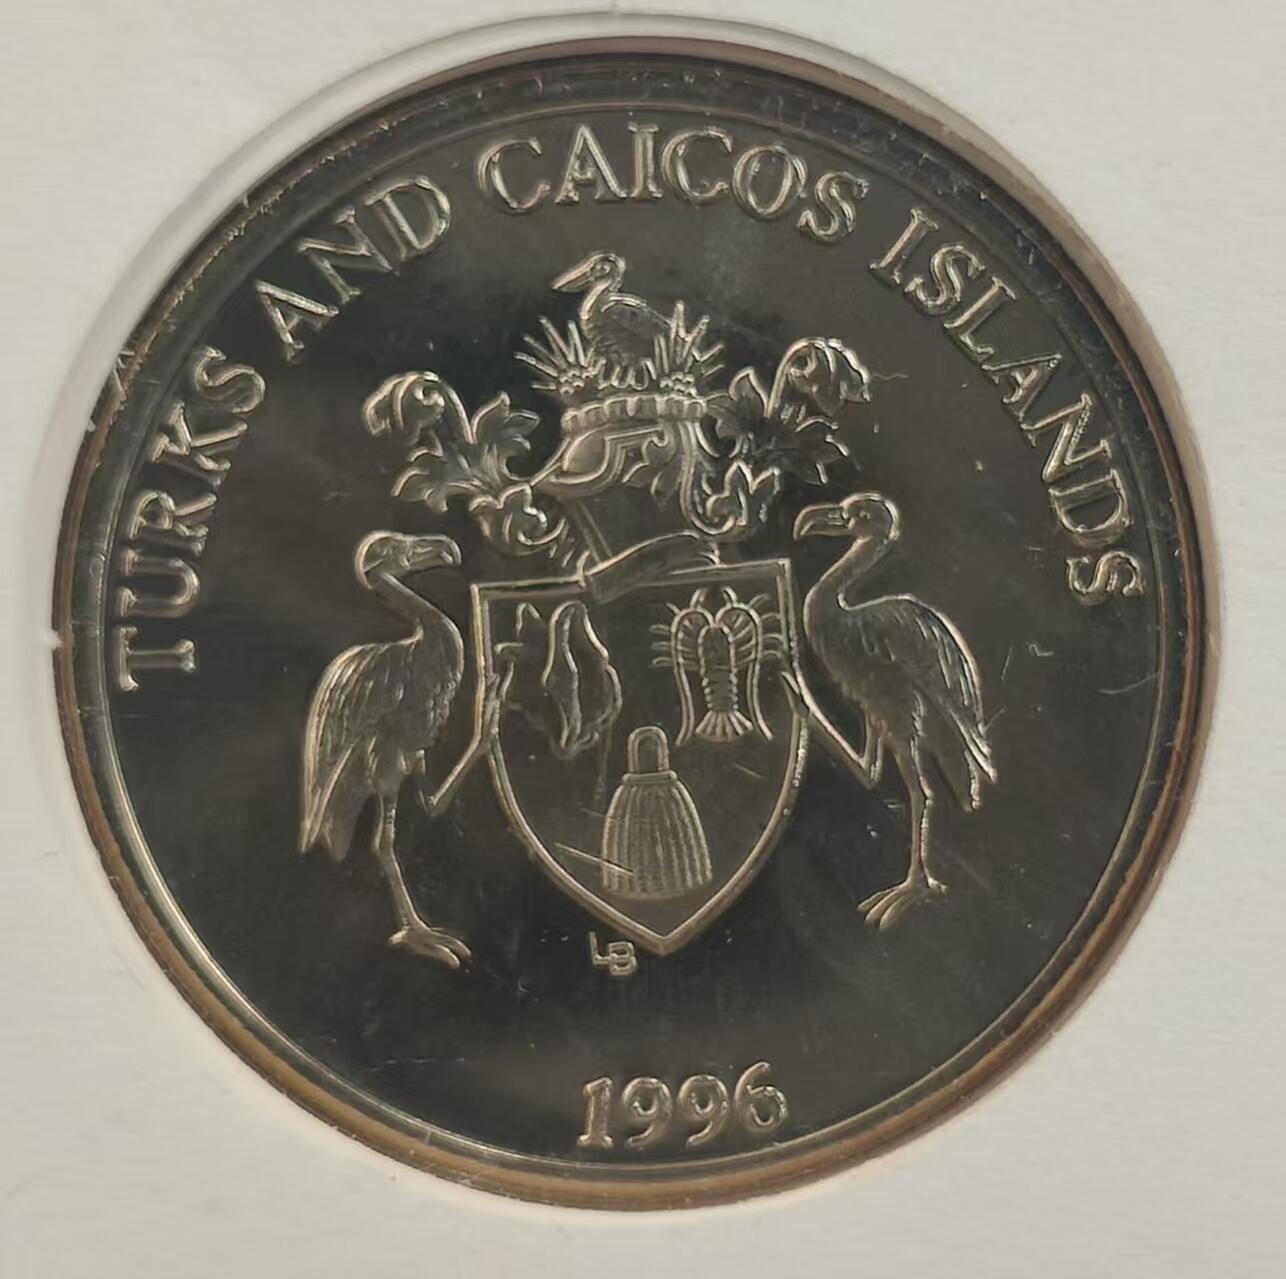 TURKS AND CAICOS ISLANDS
LB
1996